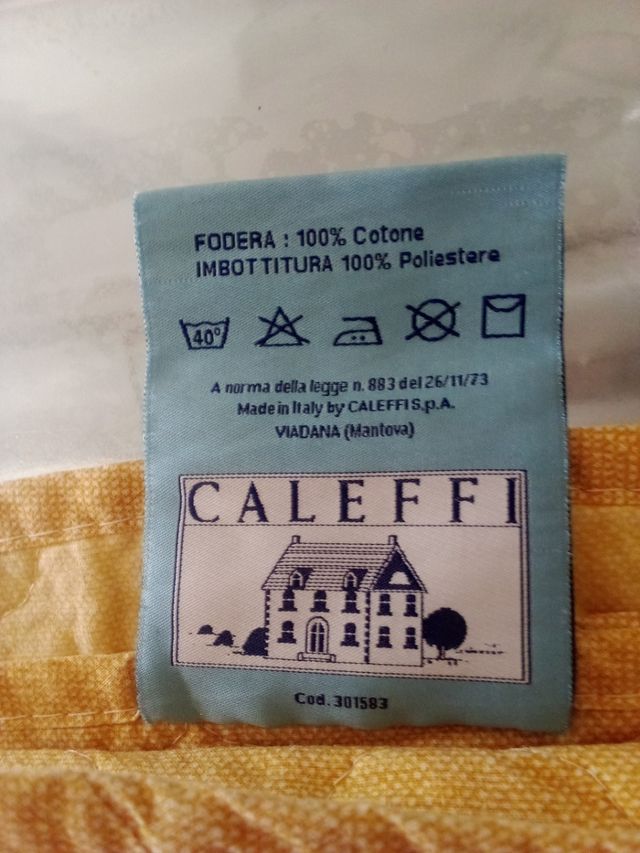 FODERA : 100% Cotone
IMBOTTITURA 100% Poliestere
40°
A norma della legge n. 883 del 26/11/73
Made in Italy by CALEFFI S.p.A.
VIADANA (Mantova)
CALEFFI
Cod. 301583